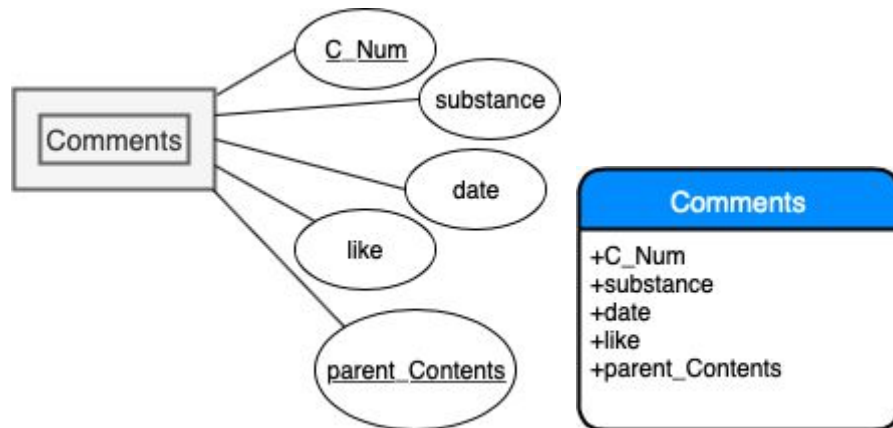 C_Num
substance
Comments
date
like
parent_Contents
Comments
+C_Num
+substance
+date
+like
+parent_Contents